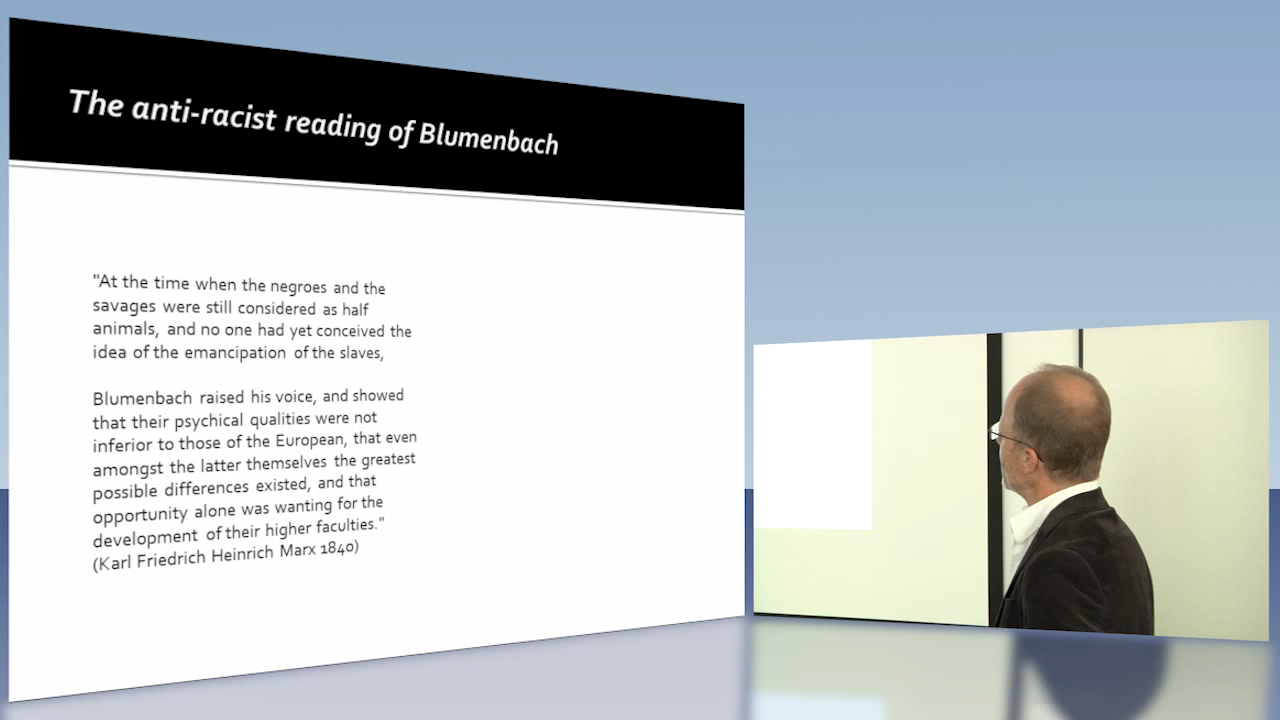 The anti-racist reading of Blumenbach
"At the time when the negroes and the
savages were still considered as half
animals, and no one had yet conceived the
idea of the emancipation of the slaves,
Blumenbach raised his voice, and showed
that their psychical qualities were not
inferior to those of the European, that even
amongst the latter themselves the greatest
possible differences existed, and that
opportunity alone was wanting for the
development of their higher faculties."
(Karl Friedrich Heinrich Marx 1840)